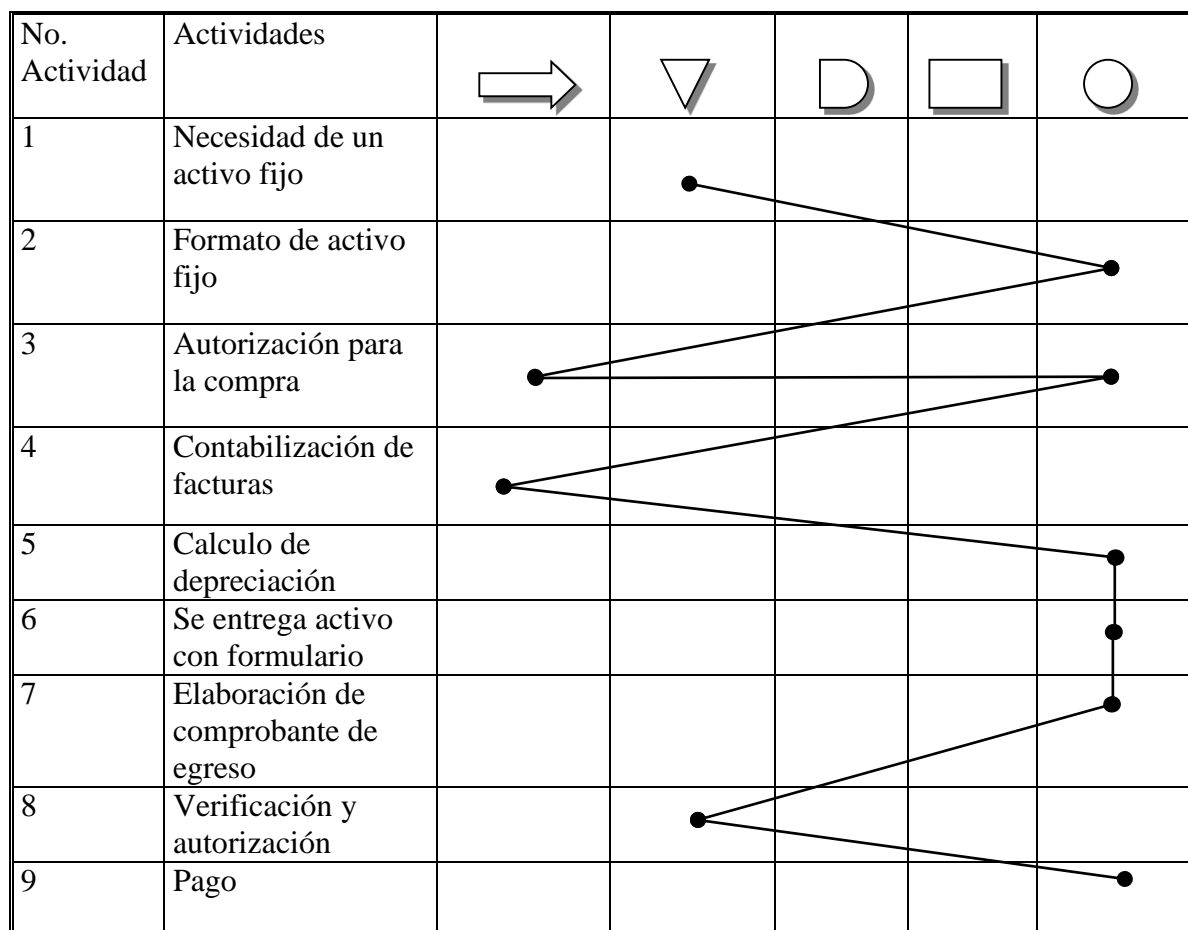 No. Actividades
Actividad
1 Necesidad de un
activo fijo
2 Formato de activo
fijo
3 Autorización para
la compra
4 Contabilización de
facturas
5 Calculo de
depreciación
6 Se entrega activo
con formulario
7 Elaboración de
comprobante de
egreso
8 Verificación y
autorización
9 Pago